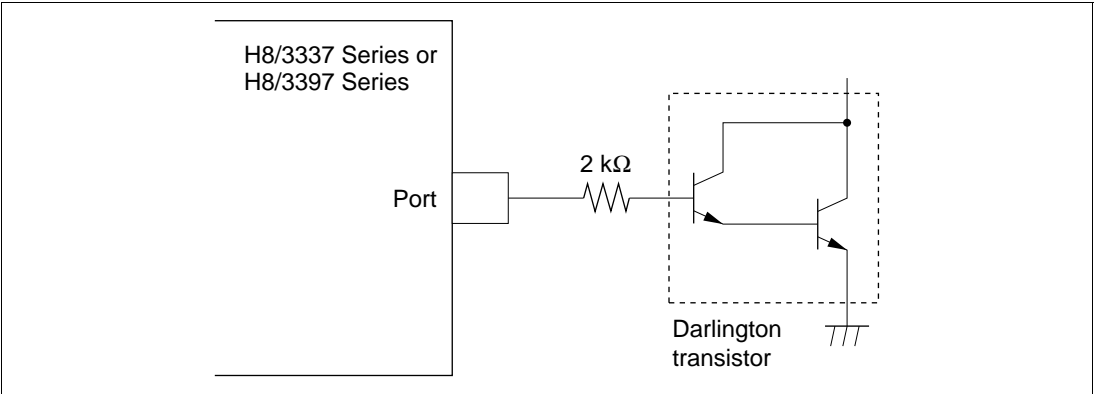 H8/3337 Series or
H8/3397 Series
2 kΩ
Port
Darlington
transistor